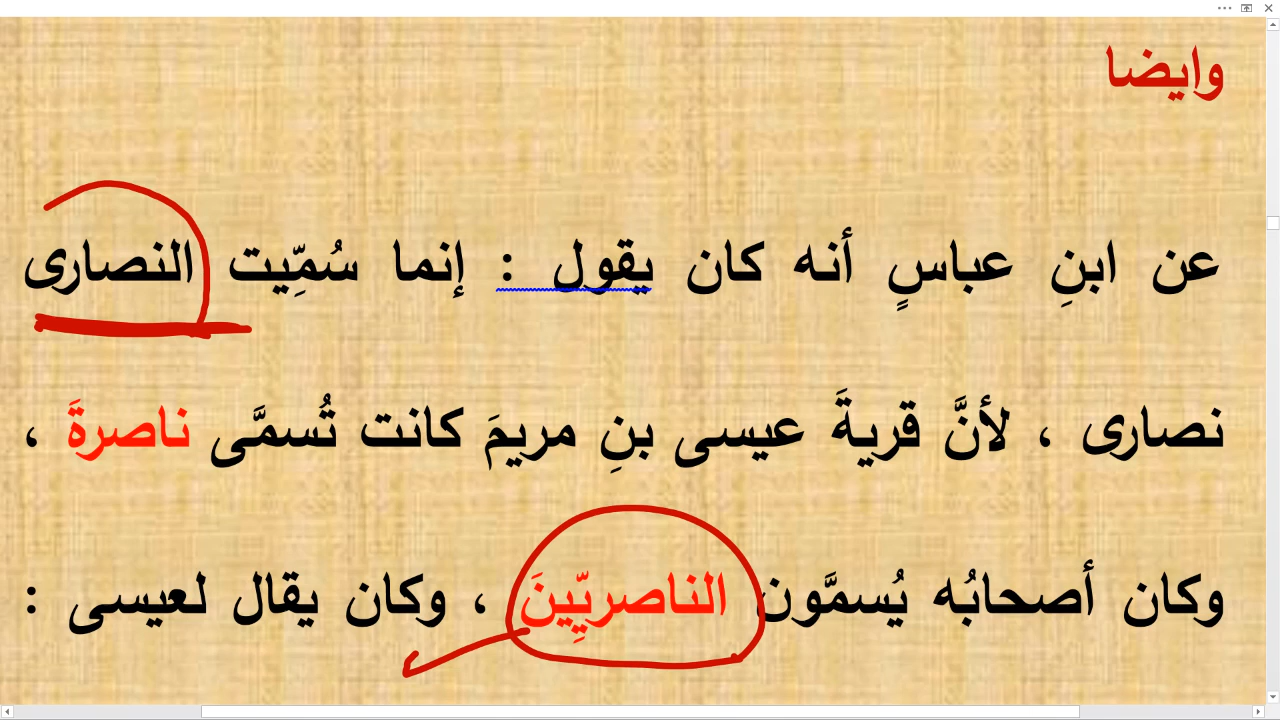 وايضا
عن ابنِ عباسٍ أنه كان يقول : إنما سُمِّيت النصارى
نصارى ، لأنَّ قريةَ عيسى بنِ مريمَ كانت تُسمَّى ناصرةَ ،
وكان أصحابُه يُسمَّون الناصريِّينَ ، وكان يقال لعيسى :